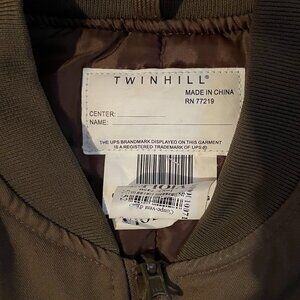 TWINHILL®
MADE IN CHINA
RN 77219
CENTER:
NAME:
THE UPS BRANDMARK DISPLAYED ON THIS GARMENT
IS A REGISTERED TRADEMARK OF UPS ®